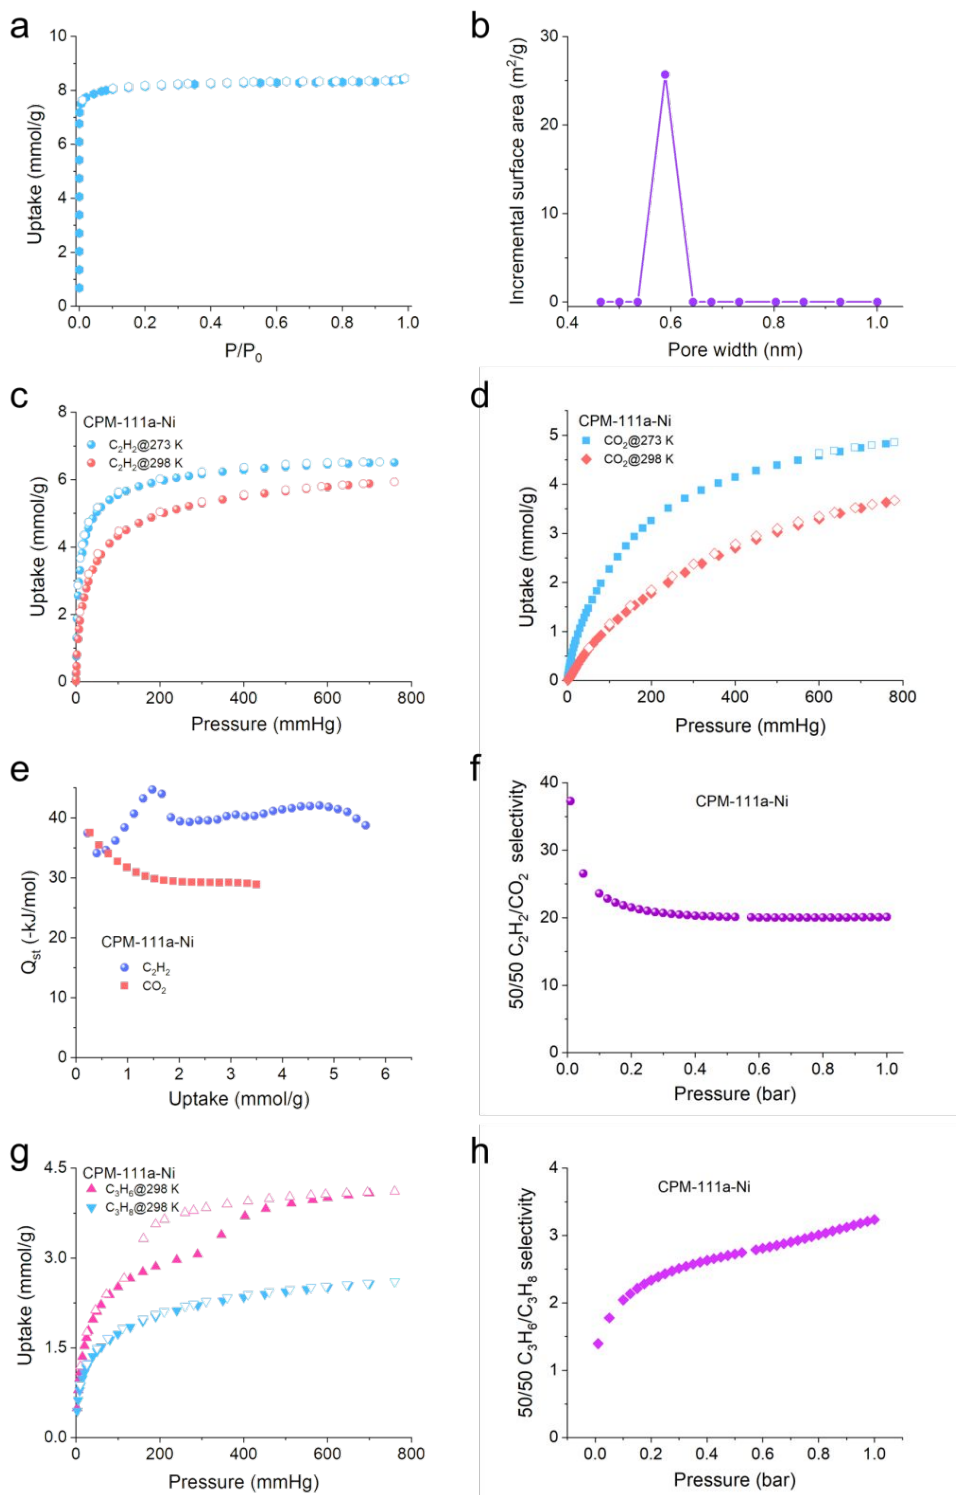 a
Uptake (mmol/g)
10
8
6
4
2
0
0.0 0.2 0.4 0.6 0.8 1.0
P/P₀
b
Incremental surface area (m²/g)
30
25
20
15
10
5
0
0.4 0.6 0.8 1.0
Pore width (nm)
c
CPM-111a-Ni
C₂H₂@273 K
C₂H₂@298 K
Uptake (mmol/g)
8
6
4
2
0
0 200 400 600 800
Pressure (mmHg)
d
CPM-111a-Ni
CO₂@273 K
CO₂@298 K
Uptake (mmol/g)
5
4
3
2
1
0
0 200 400 600 800
Pressure (mmHg)
e
Qst (-kJ/mol)
40
30
20
10
0
CPM-111a-Ni
C₂H₂
CO₂
0 1 2 3 4 5 6
Uptake (mmol/g)
f
CPM-111a-Ni
50/50 C₂H₂/CO₂ selectivity
40
30
20
10
0
0.0 0.2 0.4 0.6 0.8 1.0
Pressure (bar)
g
CPM-111a-Ni
C₃H₆@298 K
C₃H₈@298 K
Uptake (mmol/g)
4.5
3.0
1.5
0.0
0 200 400 600 800
Pressure (mmHg)
h
CPM-111a-Ni
50/50 C₃H₆/C₃H₈ selectivity
4
3
2
1
0
0.0 0.2 0.4 0.6 0.8 1.0
Pressure (bar)